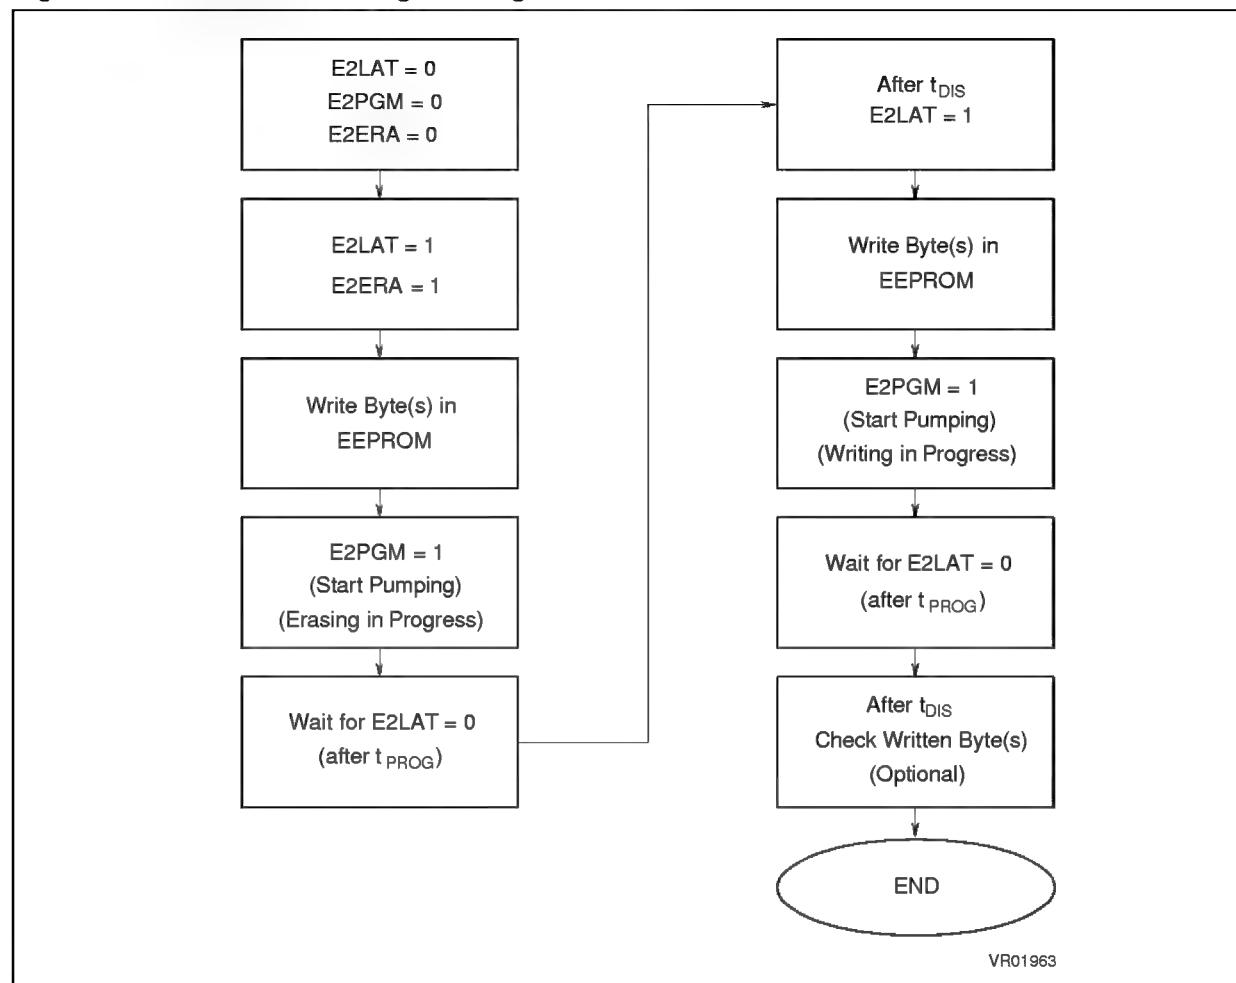 E2LAT = 0
E2PGM = 0
E2ERA = 0
E2LAT = 1
E2ERA = 1
Write Byte(s) in
EEPROM
E2PGM = 1
(Start Pumping)
(Erasing in Progress)
Wait for E2LAT = 0
(after tPROG)
After tDIS
E2LAT = 1
Write Byte(s) in
EEPROM
E2PGM = 1
(Start Pumping)
(Writing in Progress)
Wait for E2LAT = 0
(after tPROG)
After tDIS
Check Written Byte(s)
(Optional)
END
VR01963